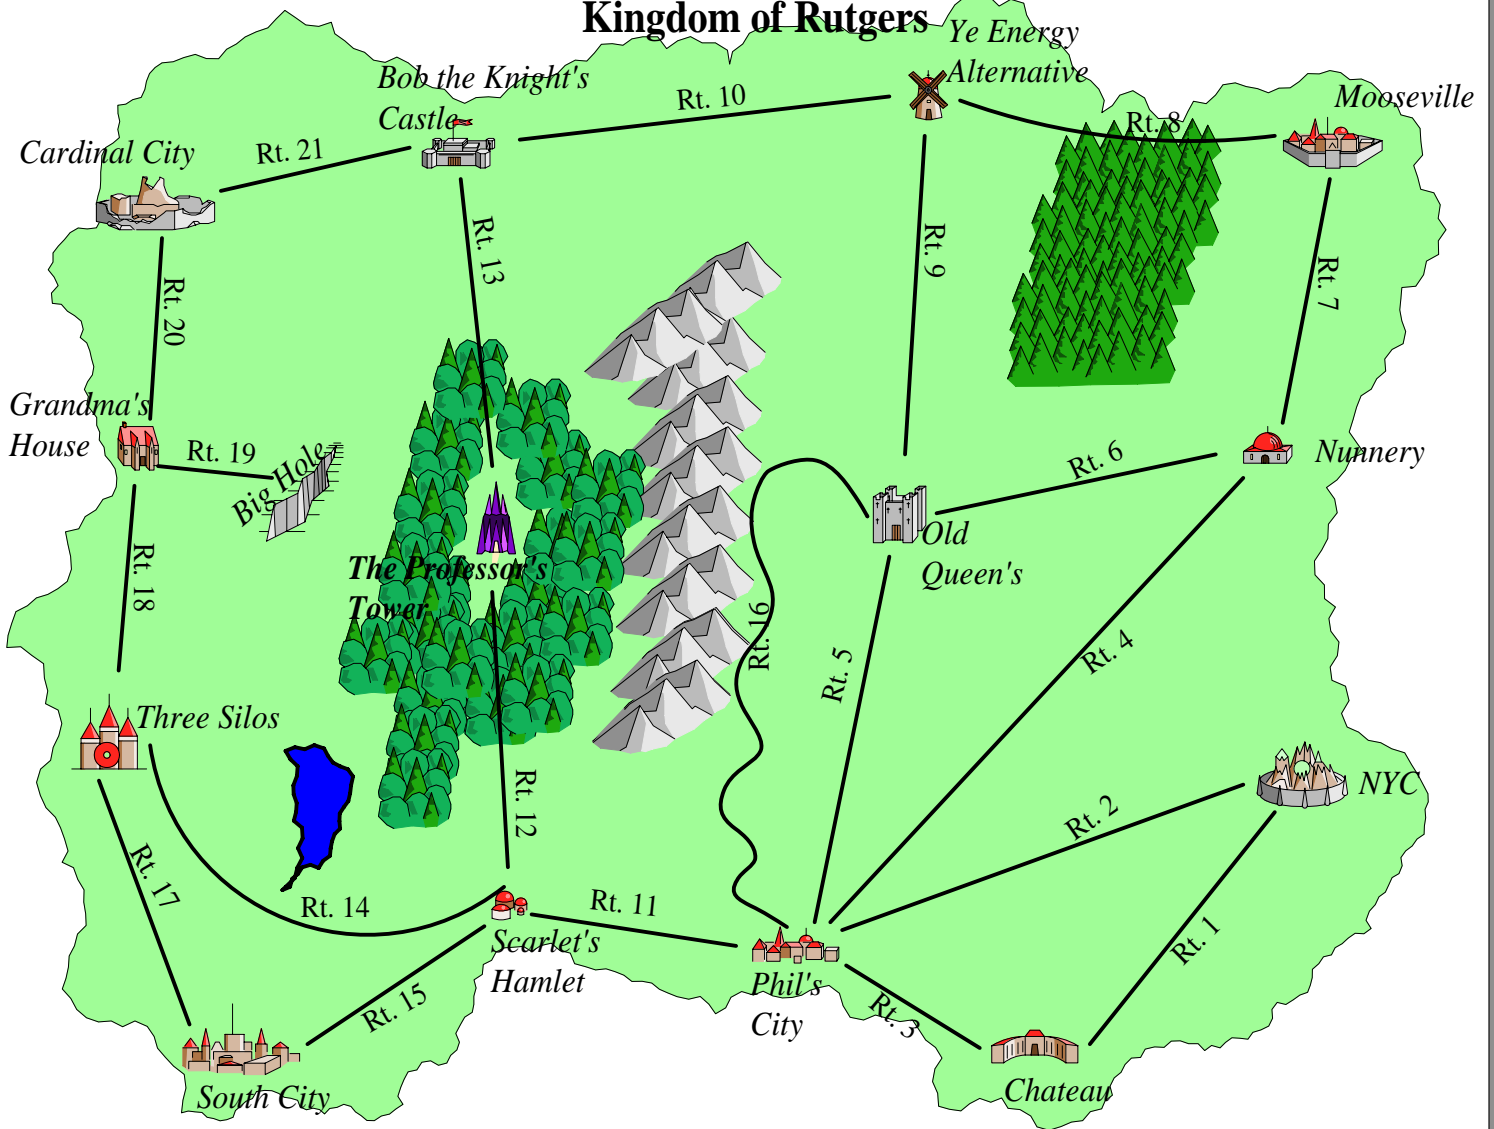 Kingdom of Rutgers
Ye Energy
Alternative
Bob the Knight's
Castle
Mooseville
Rt. 10
Rt. 8
Cardinal City
Rt. 21
Rt. 13
Rt. 9
Rt. 7
Rt. 20
Grandma's
House
Rt. 19
Big Hole
Rt. 6
Nunnery
Old
Queen's
The Professor's
Tower
Rt. 18
Rt. 16
Rt. 5
Rt. 4
Three Silos
NYC
Rt. 12
Rt. 2
Rt. 17
Rt. 14
Rt. 11
Scarlet's
Hamlet
Rt. 1
Phil's
City
Rt. 15
Rt. 3
South City
Chateau